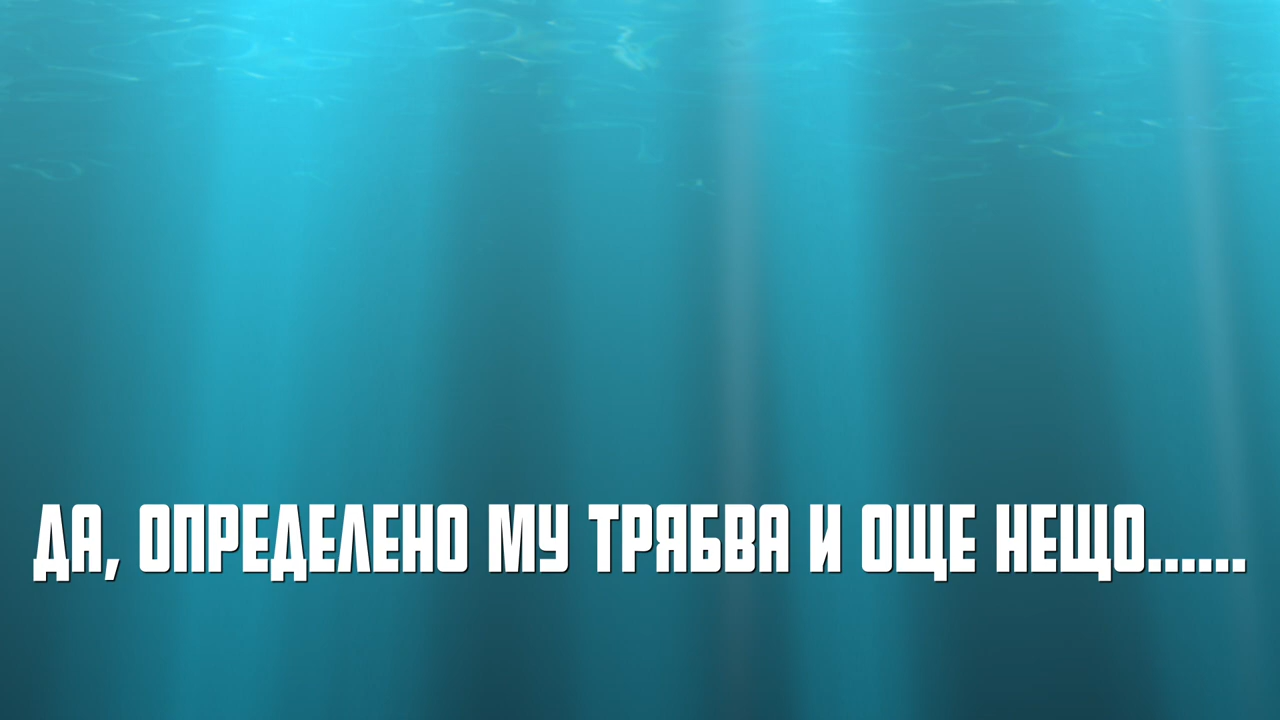 ДА, ОПРЕДЕЛЕНО МУ ТРЯБВА И ОЩЕ НЕЩО......